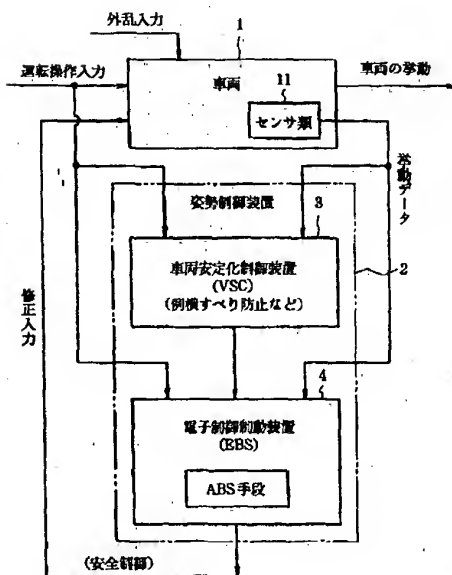 外乱入力
1
運転操作入力
車両
11
車両の挙動
センサ類
挙動データ
姿勢制御装置
3
車両安定化制御装置
(VSC)
(例横すべり防止など)
2
修正入力
4
電子制御制動装置
(EBS)
ABS手段
(安全制御)